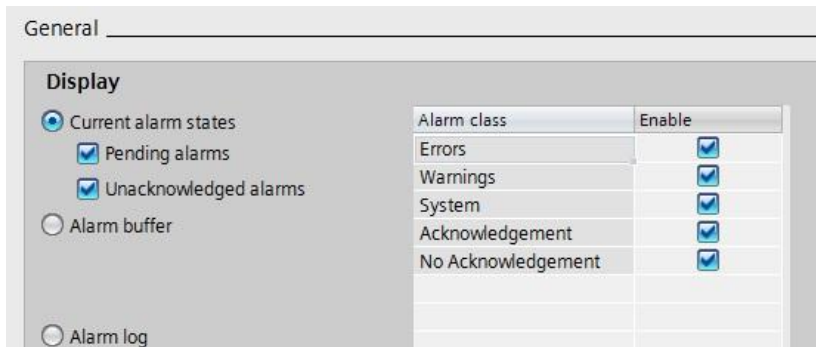 General
Display
Current alarm states
Pending alarms
Unacknowledged alarms
Alarm buffer
Alarm log
Alarm class Enable
Errors
Warnings
System
Acknowledgement
No Acknowledgement